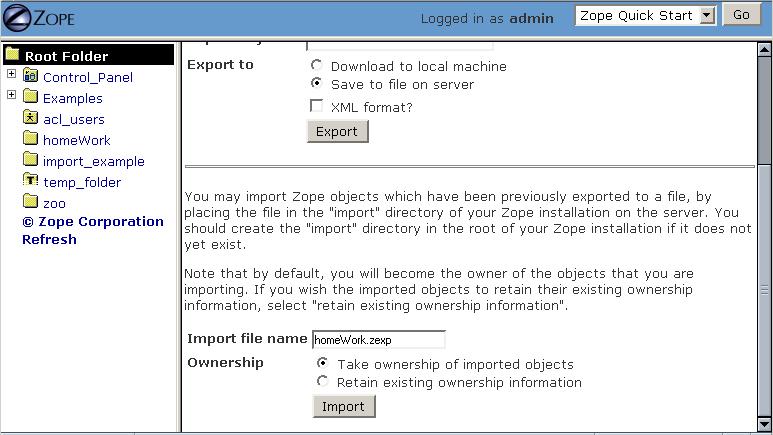 ZOPE
Logged in as admin
Zope Quick Start
Go
Root Folder
Control_Panel
Examples
acl_users
homeWork
import_example
temp_folder
zoo
© Zope Corporation
Refresh
Export to
Download to local machine
Save to file on server
XML format?
Export
You may import Zope objects which have been previously exported to a file, by
placing the file in the "import" directory of your Zope installation on the server. You
should create the "import" directory in the root of your Zope installation if it does not
yet exist.
Note that by default, you will become the owner of the objects that you are
importing. If you wish the imported objects to retain their existing ownership
information, select "retain existing ownership information".
Import file name homeWork.zexp
Ownership
Take ownership of imported objects
Retain existing ownership information
Import